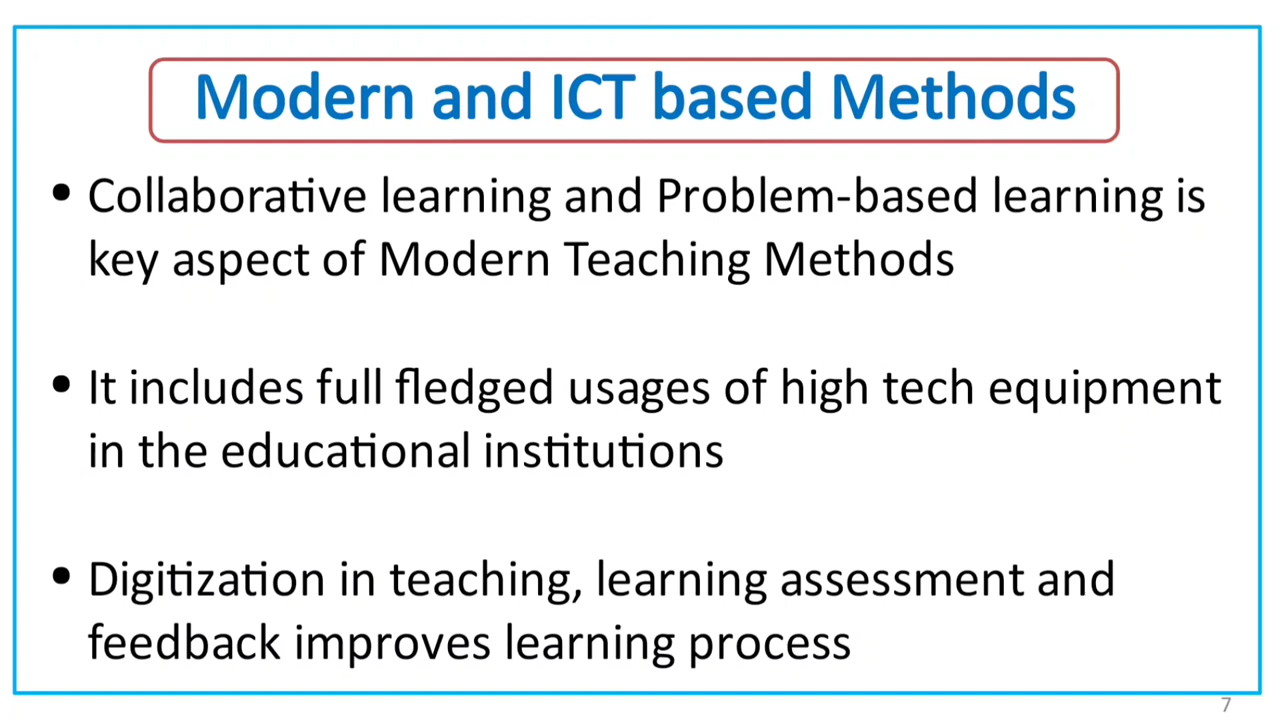 Modern and ICT based Methods
• Collaborative learning and Problem-based learning is
key aspect of Modern Teaching Methods
• It includes full fledged usages of high tech equipment
in the educational institutions
• Digitization in teaching, learning assessment and
feedback improves learning process
7